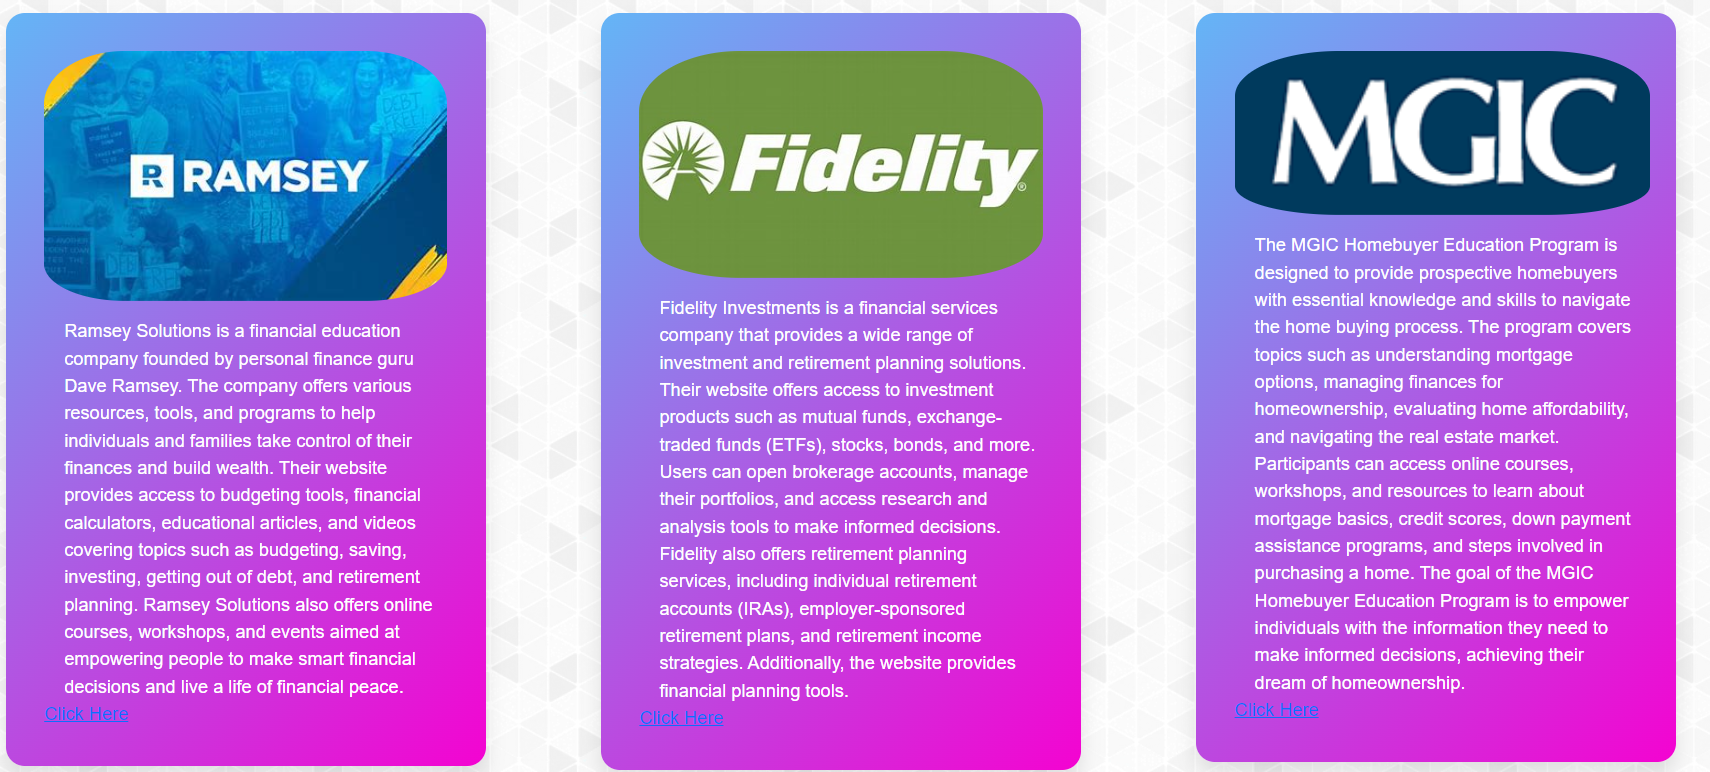 RAMSEY
Ramsey Solutions is a financial education
company founded by personal finance guru
Dave Ramsey. The company offers various
resources, tools, and programs to help
individuals and families take control of their
finances and build wealth. Their website
provides access to budgeting tools, financial
calculators, educational articles, and videos
covering topics such as budgeting, saving,
investing, getting out of debt, and retirement
planning. Ramsey Solutions also offers online
courses, workshops, and events aimed at
empowering people to make smart financial
decisions and live a life of financial peace.
Click Here
Fidelity®
Fidelity Investments is a financial services
company that provides a wide range of
investment and retirement planning solutions.
Their website offers access to investment
products such as mutual funds, exchange-
traded funds (ETFs), stocks, bonds, and more.
Users can open brokerage accounts, manage
their portfolios, and access research and
analysis tools to make informed decisions.
Fidelity also offers retirement planning
services, including individual retirement
accounts (IRAs), employer-sponsored
retirement plans, and retirement income
strategies. Additionally, the website provides
financial planning tools.
Click Here
MGIC
The MGIC Homebuyer Education Program is
designed to provide prospective homebuyers
with essential knowledge and skills to navigate
the home buying process. The program covers
topics such as understanding mortgage
options, managing finances for
homeownership, evaluating home affordability,
and navigating the real estate market.
Participants can access online courses,
workshops, and resources to learn about
mortgage basics, credit scores, down payment
assistance programs, and steps involved in
purchasing a home. The goal of the MGIC
Homebuyer Education Program is to empower
individuals with the information they need to
make informed decisions, achieving their
dream of homeownership.
Click Here